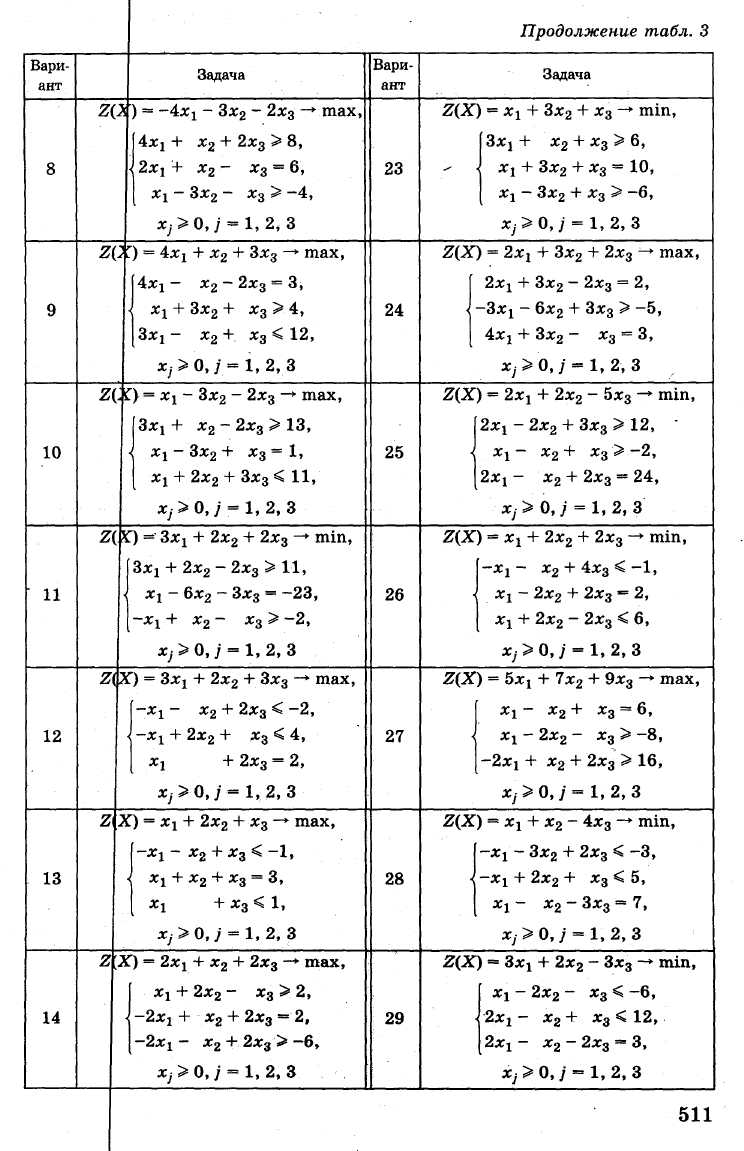 Продолжение табл. 3
Вари-
ант
Задача
Вари-
ант
Задача
8
Z(X) = -4x₁ - 3x₂ - 2x₃ → max,
4x₁ + x₂ + 2x₃ ⩾ 8,
2x₁ + x₂ - x₃ = 6,
x₁ - 3x₂ - x₃ ⩾ -4,
xⱼ ⩾ 0, j = 1, 2, 3
23
Z(X) = x₁ + 3x₂ + x₃ → min,
3x₁ + x₂ + x₃ ⩾ 6,
x₁ + 3x₂ + x₃ = 10,
x₁ - 3x₂ + x₃ ⩾ -6,
xⱼ ⩾ 0, j = 1, 2, 3
9
Z(X) = 4x₁ + x₂ + 3x₃ → max,
4x₁ - x₂ - 2x₃ = 3,
x₁ + 3x₂ + x₃ ⩾ 4,
3x₁ - x₂ + x₃ ⩽ 12,
xⱼ ⩾ 0, j = 1, 2, 3
24
Z(X) = 2x₁ + 3x₂ + 2x₃ → max,
2x₁ + 3x₂ - 2x₃ = 2,
-3x₁ - 6x₂ + 3x₃ ⩾ -5,
4x₁ + 3x₂ - x₃ = 3,
xⱼ ⩾ 0, j = 1, 2, 3
10
Z(X) = x₁ - 3x₂ - 2x₃ → max,
3x₁ + x₂ - 2x₃ ⩾ 13,
x₁ - 3x₂ + x₃ = 1,
x₁ + 2x₂ + 3x₃ ⩽ 11,
xⱼ ⩾ 0, j = 1, 2, 3
25
Z(X) = 2x₁ + 2x₂ - 5x₃ → min,
2x₁ - 2x₂ + 3x₃ ⩾ 12,
x₁ - x₂ + x₃ ⩾ -2,
2x₁ - x₂ + 2x₃ = 24,
xⱼ ⩾ 0, j = 1, 2, 3
11
Z(X) = 3x₁ + 2x₂ + 2x₃ → min,
3x₁ + 2x₂ - 2x₃ ⩾ 11,
x₁ - 6x₂ - 3x₃ = -23,
-x₁ + x₂ - x₃ ⩾ -2,
xⱼ ⩾ 0, j = 1, 2, 3
26
Z(X) = x₁ + 2x₂ + 2x₃ → min,
-x₁ - x₂ + 4x₃ ⩽ -1,
x₁ - 2x₂ + 2x₃ = 2,
x₁ + 2x₂ - 2x₃ ⩽ 6,
xⱼ ⩾ 0, j = 1, 2, 3
12
Z(X) = 3x₁ + 2x₂ + 3x₃ → max,
-x₁ - x₂ + 2x₃ ⩽ -2,
-x₁ + 2x₂ + x₃ ⩽ 4,
x₁ + 2x₃ = 2,
xⱼ ⩾ 0, j = 1, 2, 3
27
Z(X) = 5x₁ + 7x₂ + 9x₃ → max,
x₁ - x₂ + x₃ = 6,
x₁ - 2x₂ - x₃ ⩾ -8,
-2x₁ + x₂ + 2x₃ ⩾ 16,
xⱼ ⩾ 0, j = 1, 2, 3
13
Z(X) = x₁ + 2x₂ + x₃ → max,
-x₁ - x₂ + x₃ ⩽ -1,
x₁ + x₂ + x₃ = 3,
x₁ + x₃ ⩽ 1,
xⱼ ⩾ 0, j = 1, 2, 3
28
Z(X) = x₁ + x₂ - 4x₃ → min,
-x₁ - 3x₂ + 2x₃ ⩽ -3,
-x₁ + 2x₂ + x₃ ⩽ 5,
x₁ - x₂ - 3x₃ = 7,
xⱼ ⩾ 0, j = 1, 2, 3
14
Z(X) = 2x₁ + x₂ + 2x₃ → max,
x₁ + 2x₂ - x₃ ⩾ 2,
-2x₁ + x₂ + 2x₃ = 2,
-2x₁ - x₂ + 2x₃ ⩾ -6,
xⱼ ⩾ 0, j = 1, 2, 3
29
Z(X) = 3x₁ + 2x₂ - 3x₃ → min,
x₁ - 2x₂ - x₃ ⩽ -6,
2x₁ - x₂ + x₃ ⩽ 12,
2x₁ - x₂ - 2x₃ = 3,
xⱼ ⩾ 0, j = 1, 2, 3
511